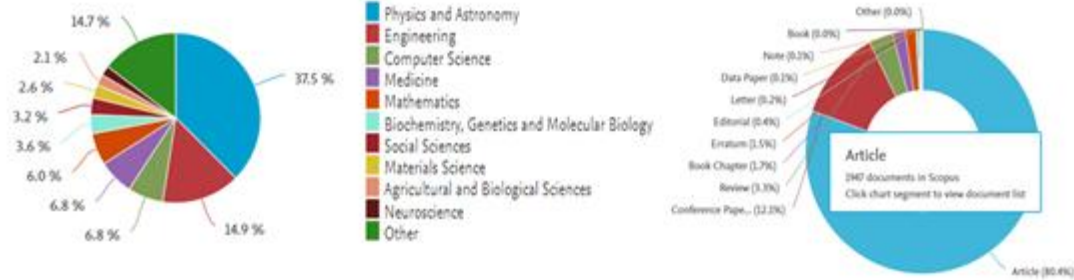 14.7 %
2.1 %
2.6 %
3.2 %
3.6 %
6.0 %
6.8 %
6.8 %
14.9 %
37.5 %
Physics and Astronomy
Engineering
Computer Science
Medicine
Mathematics
Biochemistry, Genetics and Molecular Biology
Social Sciences
Materials Science
Agricultural and Biological Sciences
Neuroscience
Other
Other (0.0%)
Book (0.0%)
Note (0.1%)
Data Paper (0.1%)
Letter (0.2%)
Editorial (0.4%)
Erratum (1.5%)
Book Chapter (1.7%)
Review (3.3%)
Conference Pape... (12.1%)
Article
1947 documents in Scopus
Click chart segment to view document list
Article (80.4%)